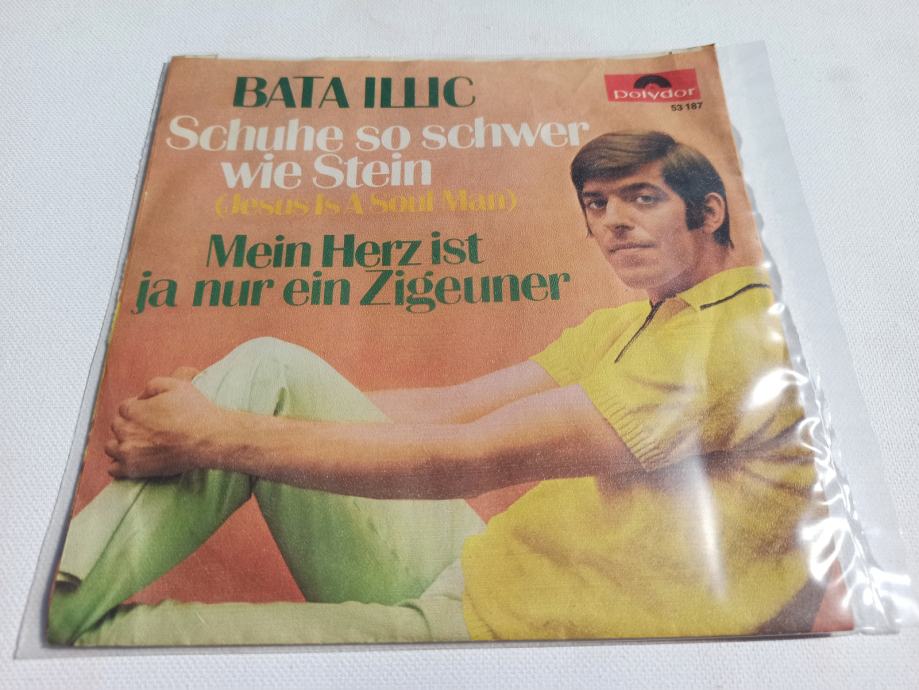 BATA ILLIC
polydor
53 187
Schuhe so schwer
wie Stein
(Jesus Is A Soul Man)
Mein Herz ist
ja nur ein Zigeuner